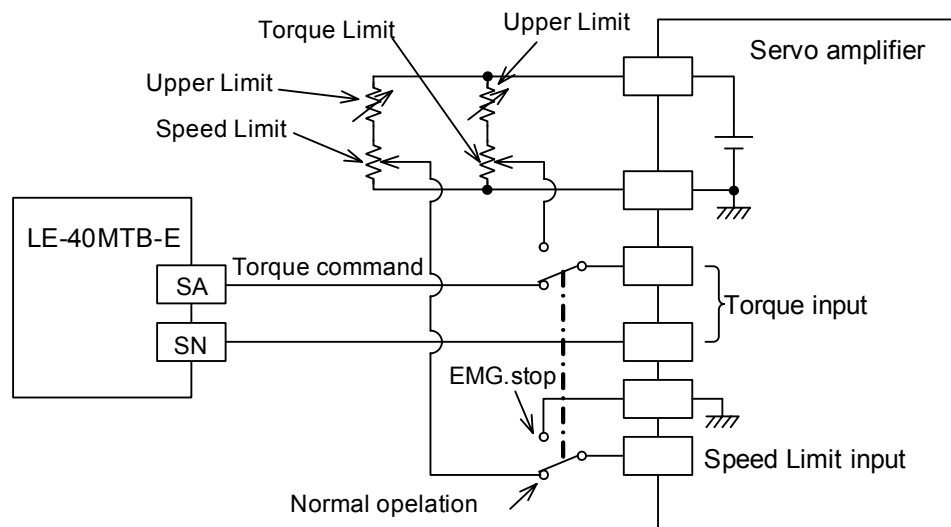 Upper Limit
Torque Limit
Servo amplifier
Upper Limit
Speed Limit
LE-40MTB-E
Torque command
SA
Torque input
SN
EMG.stop
Speed Limit input
Normal opelation